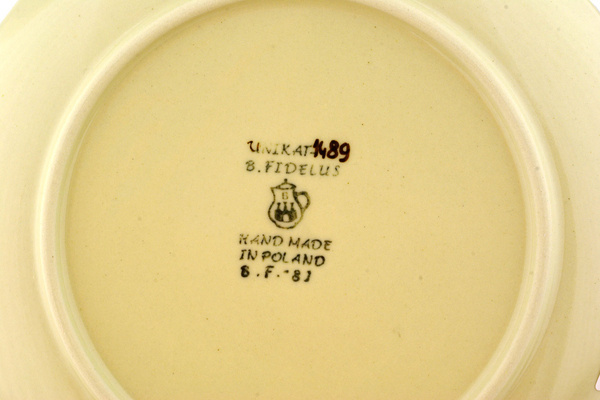 UNIKAT 1489
B. FIDELUS
B
HAND MADE
IN POLAND
B.F.-81